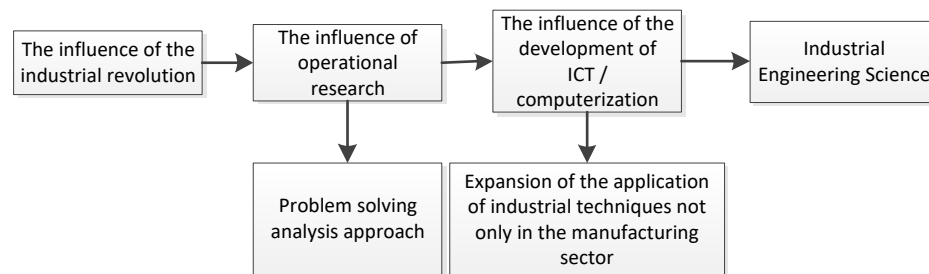 The influence of the
industrial revolution
The influence of
operational
research
The influence of the
development of
ICT /
computerization
Industrial
Engineering Science
Problem solving
analysis approach
Expansion of the application
of industrial techniques not
only in the manufacturing
sector